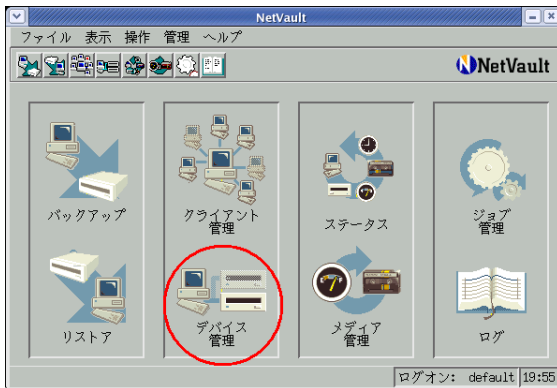 NetVault
ファイル 表示 操作 管理 ヘルプ
NetVault
バックアップ
クライアント
管理
ステータス
ジョブ
管理
リストア
デバイス
管理
メディア
管理
ログ
ログオン: default 19:55